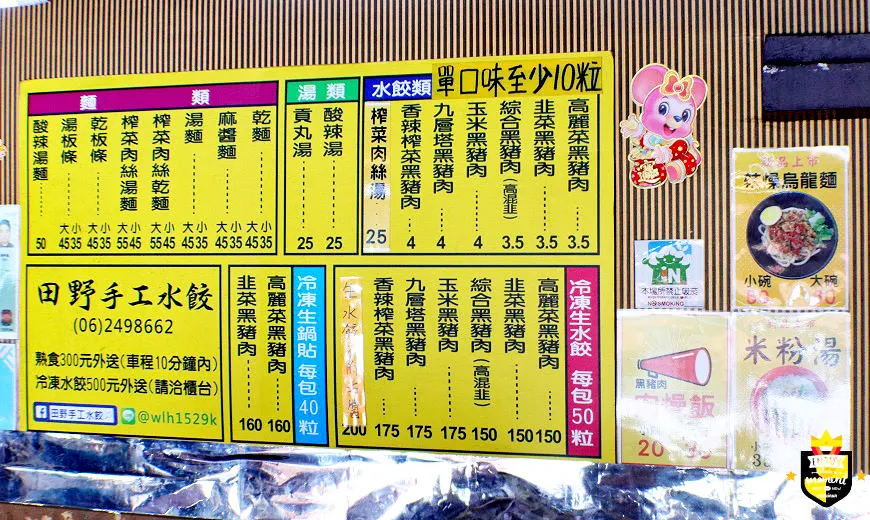 麵類
乾麵 大45 小35
麻醬麵 大45 小35
湯麵 大45 小35
榨菜肉絲乾麵 大55 小45
榨菜肉絲湯麵 大55 小45
乾板條 大45 小35
湯板條 大45 小35
酸辣湯麵 50
湯類
酸辣湯 25
貢丸湯 25
水餃類
單口味至少10粒
高麗菜黑豬肉 3.5
韭菜黑豬肉 3.5
綜合黑豬肉(高混韭) 3.5
玉米黑豬肉 4
九層塔黑豬肉 4
香辣榨菜黑豬肉 4
榨菜肉絲湯 25
田野手工水餃
(06)2498662
熟食300元外送(車程10分鐘內)
冷凍水餃500元外送(請洽櫃台)
田野手工水餃
@wlh1529k
冷凍生鍋貼 每包40粒
高麗菜黑豬肉 160
韭菜黑豬肉 160
冷凍生水餃 每包50粒
高麗菜黑豬肉 150
韭菜黑豬肉 150
綜合黑豬肉(高混韭) 150
玉米黑豬肉 175
九層塔黑豬肉 175
香辣榨菜黑豬肉 175
200
本場所禁止吸菸
NO SMOKING
上市
燥烏龍麵
小碗 大碗
黑豬肉
燥飯
20
米粉湯